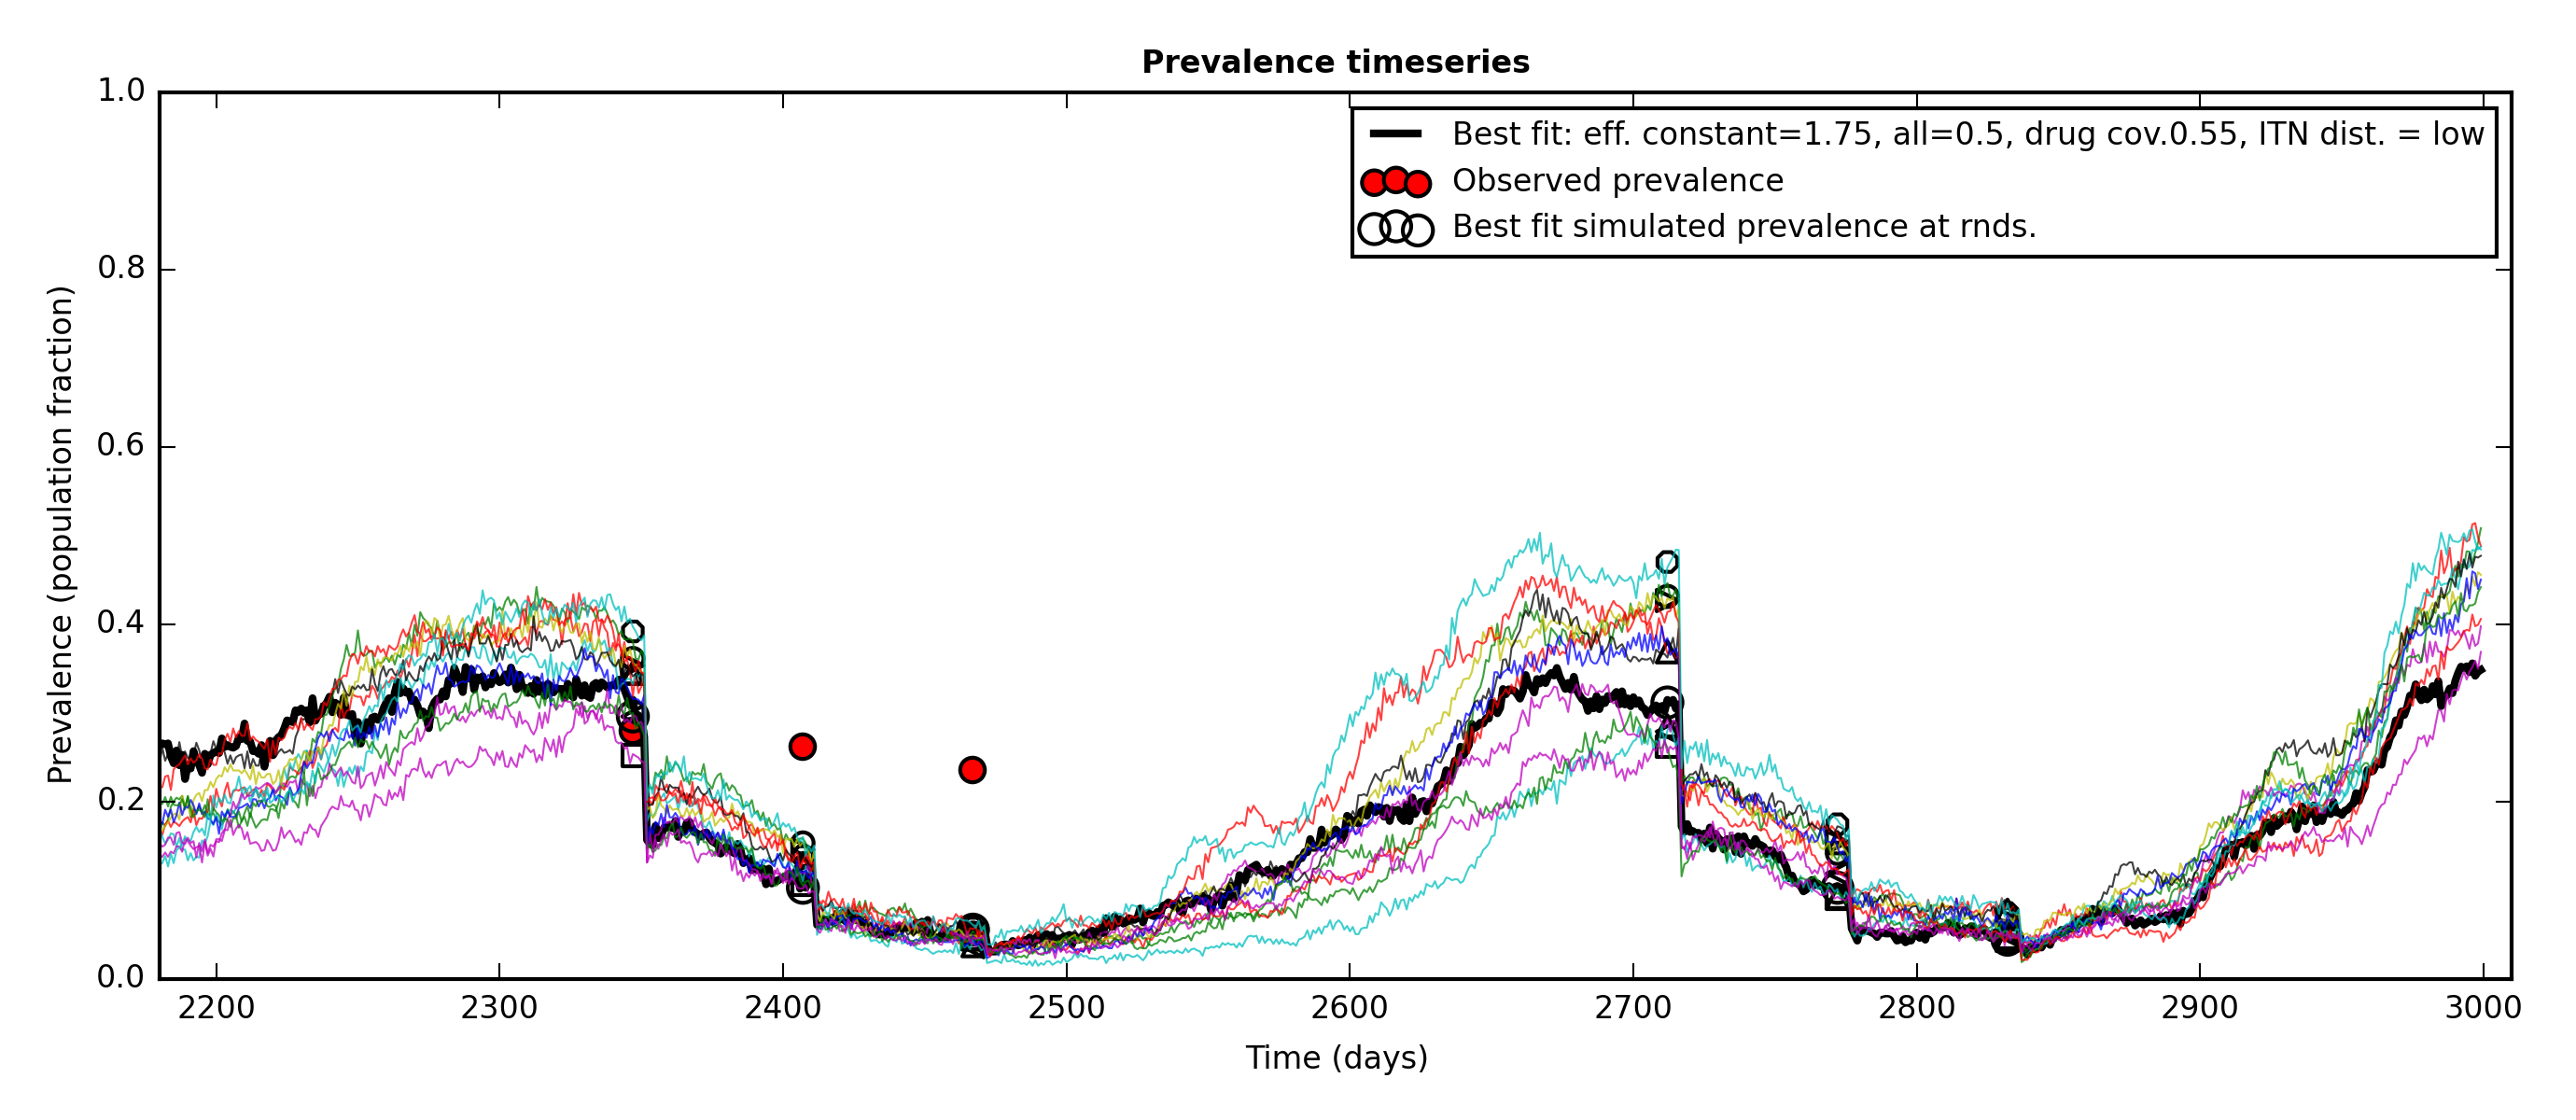 Prevalence timeseries
1.0
0.8
0.6
0.4
0.2
0.0
Prevalence (population fraction)
Best fit: eff. constant=1.75, all=0.5, drug cov.0.55, ITN dist. = low
Observed prevalence
Best fit simulated prevalence at rnds.
2200 2300 2400 2500 2600 2700 2800 2900 3000
Time (days)